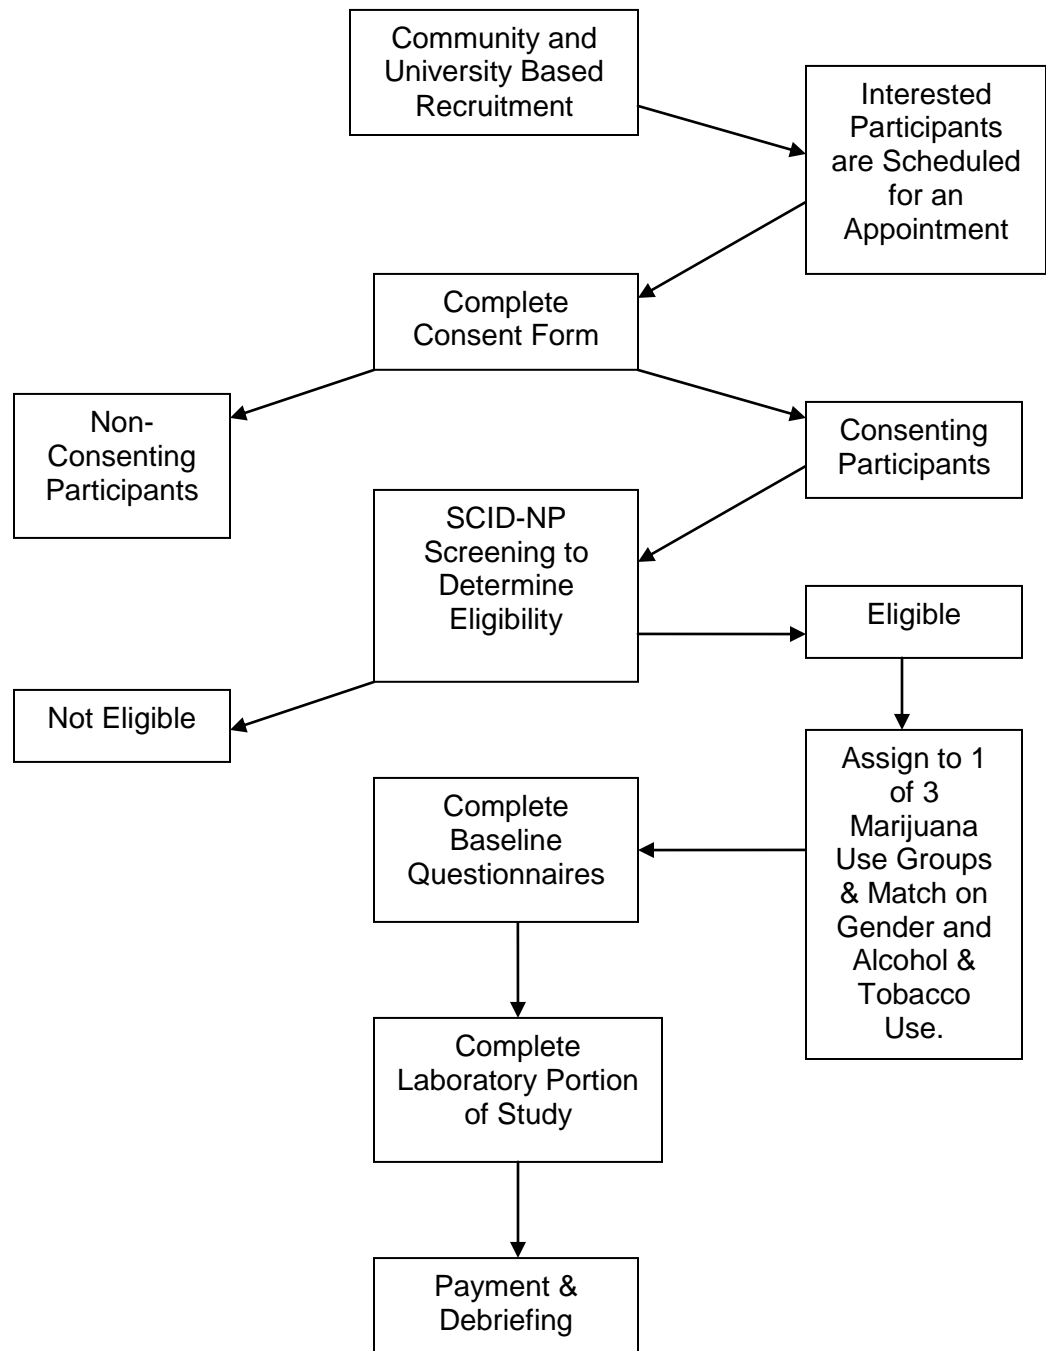 Community and
University Based
Recruitment
Interested
Participants
are Scheduled
for an
Appointment
Complete
Consent Form
Non-
Consenting
Participants
Consenting
Participants
SCID-NP
Screening to
Determine
Eligibility
Eligible
Not Eligible
Assign to 1
of 3
Marijuana
Use Groups
& Match on
Gender and
Alcohol &
Tobacco
Use.
Complete
Baseline
Questionnaires
Complete
Laboratory Portion
of Study
Payment &
Debriefing